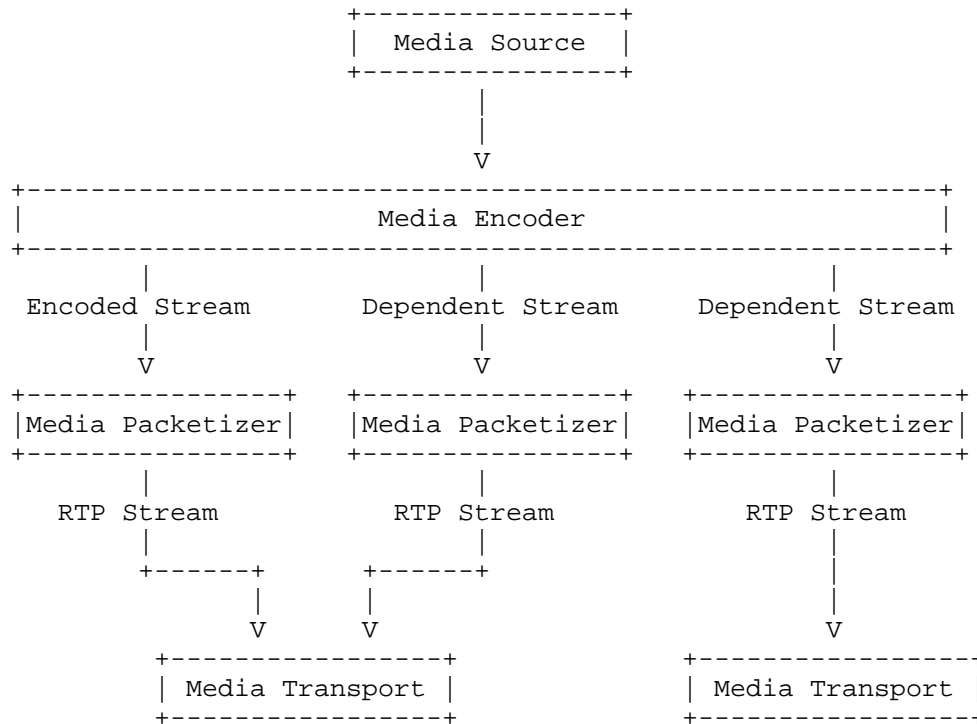 Media Source
Media Encoder
Encoded Stream Dependent Stream Dependent Stream
Media Packetizer Media Packetizer Media Packetizer
RTP Stream RTP Stream RTP Stream
Media Transport Media Transport